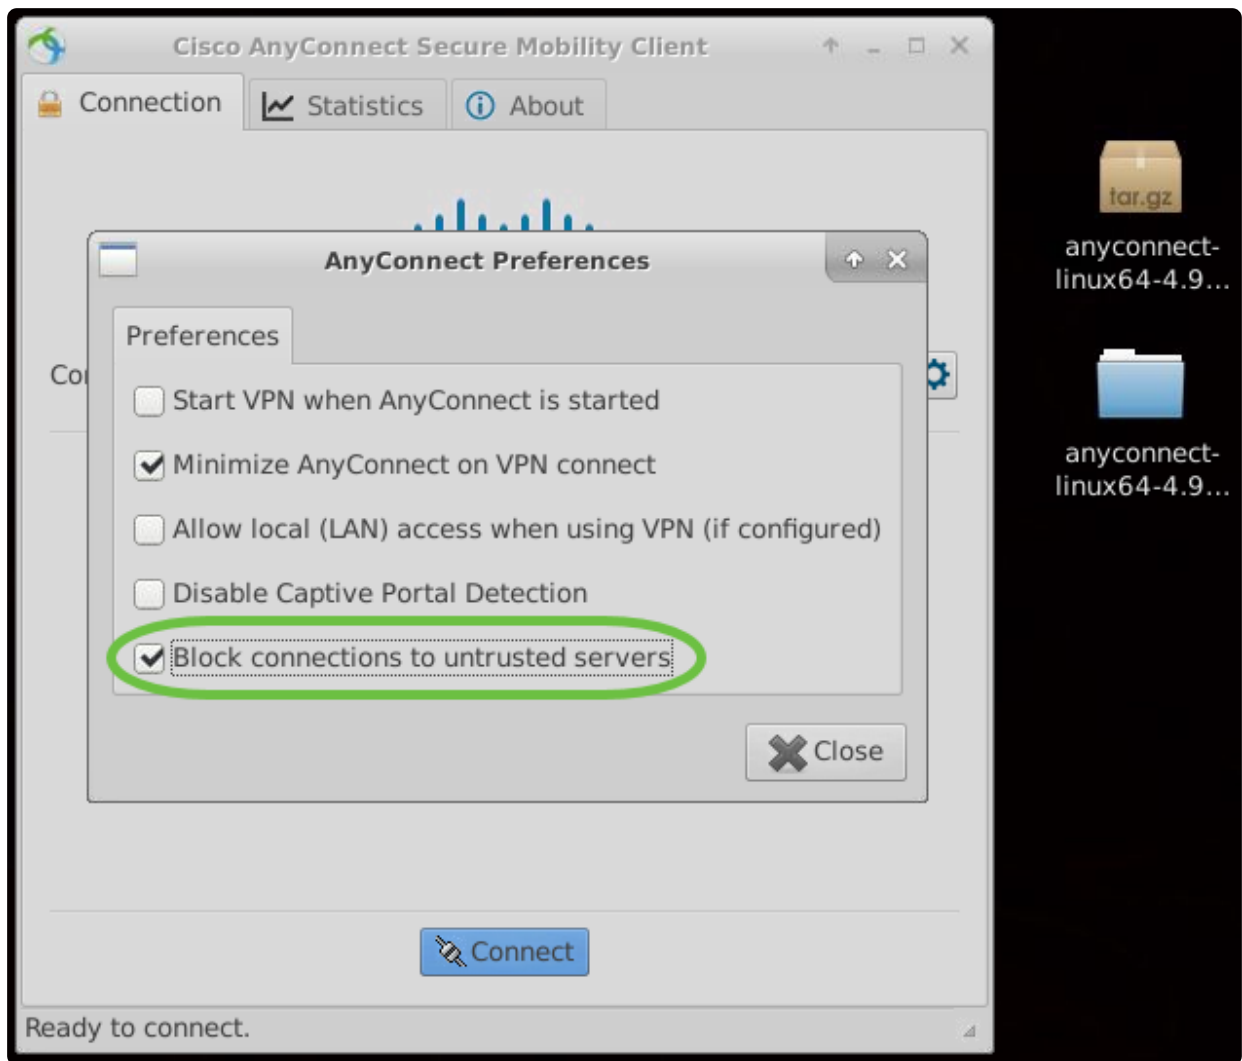 Cisco AnyConnect Secure Mobility Client
Connection
Statistics
About
AnyConnect Preferences
Preferences
Start VPN when AnyConnect is started
Minimize AnyConnect on VPN connect
Allow local (LAN) access when using VPN (if configured)
Disable Captive Portal Detection
Block connections to untrusted servers
Close
Connect
Ready to connect.
tar.gz
anyconnect-
linux64-4.9...
anyconnect-
linux64-4.9...